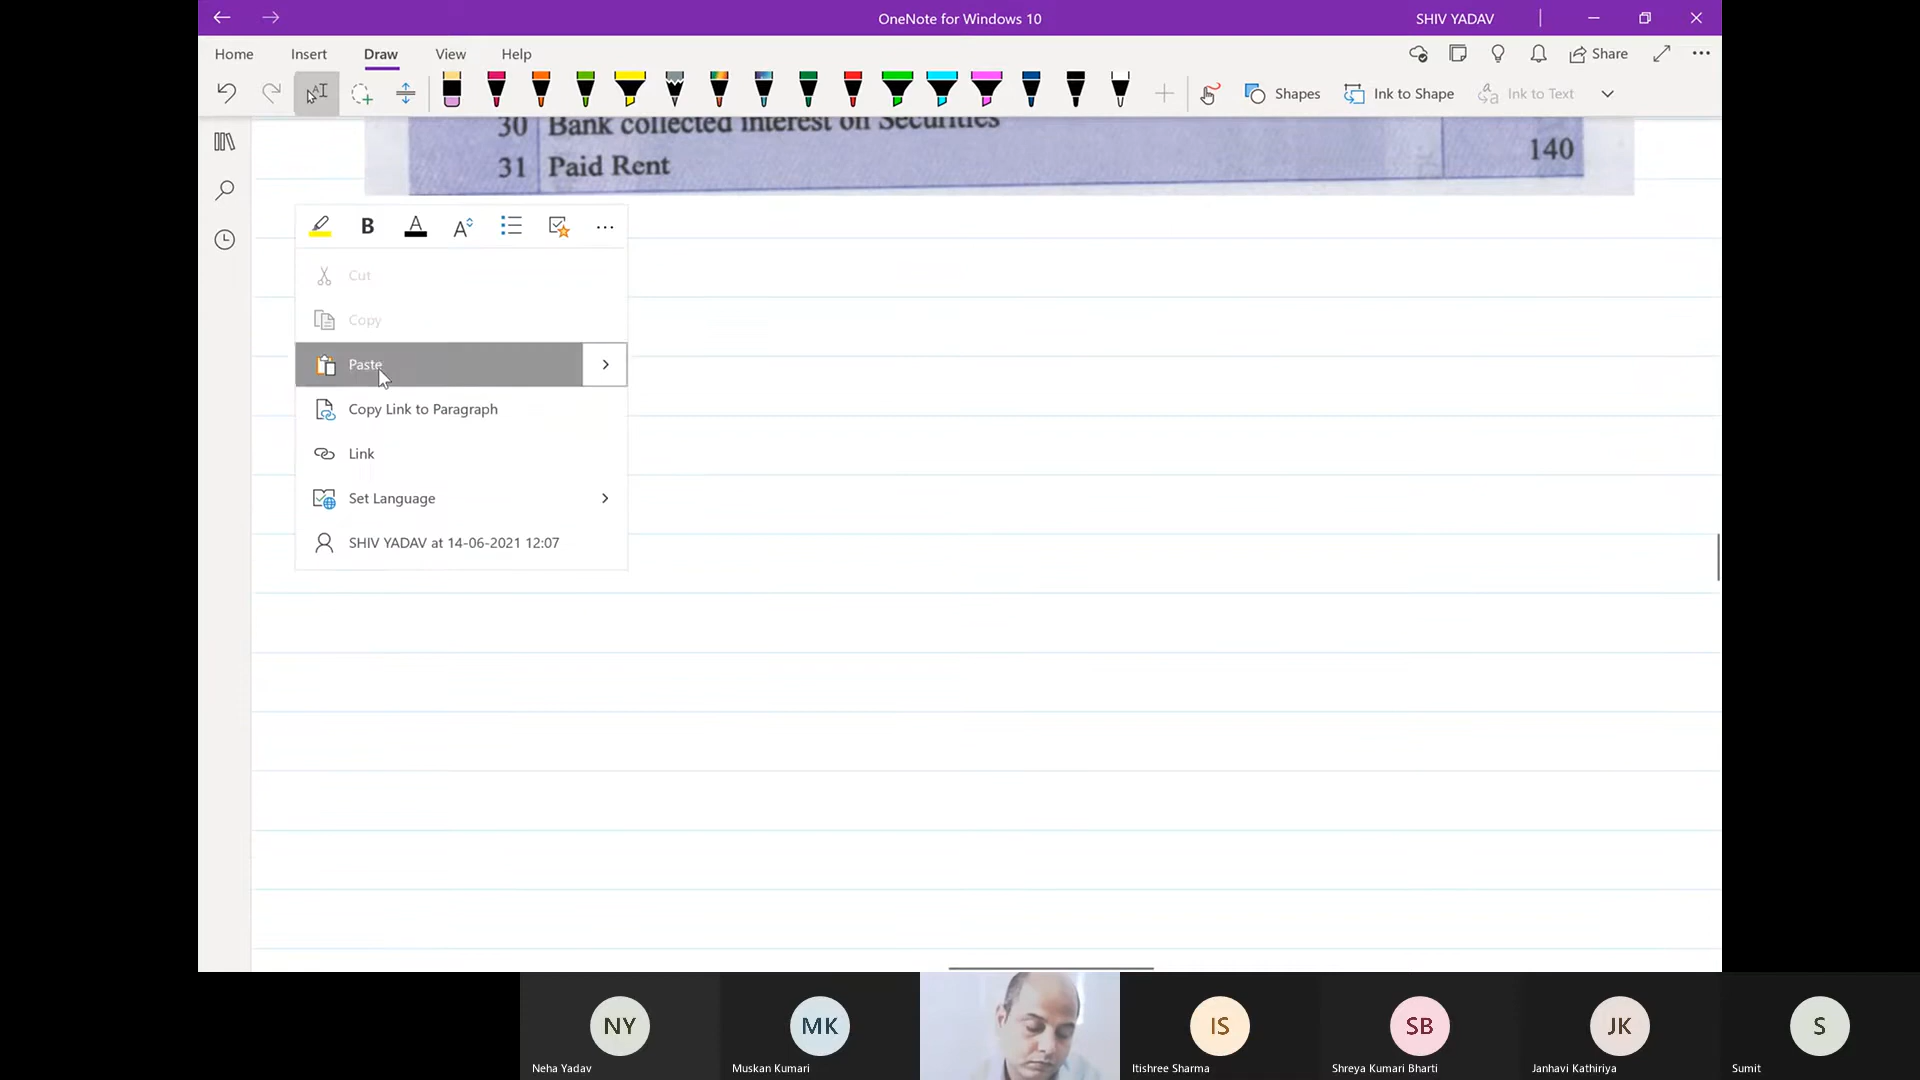 OneNote for Windows 10
SHIV YADAV
Home Insert Draw View Help
Share
Shapes
Ink to Shape
Ink to Text
30 Bank collected interest on Securities
31 Paid Rent
140
B A A
Cut
Copy
Paste
Copy Link to Paragraph
Link
Set Language
SHIV YADAV at 14-06-2021 12:07
NY
MK
IS
SB
JK
S
Neha Yadav
Muskan Kumari
Itishree Sharma
Shreya Kumari Bharti
Janhavi Kathiriya
Sumit